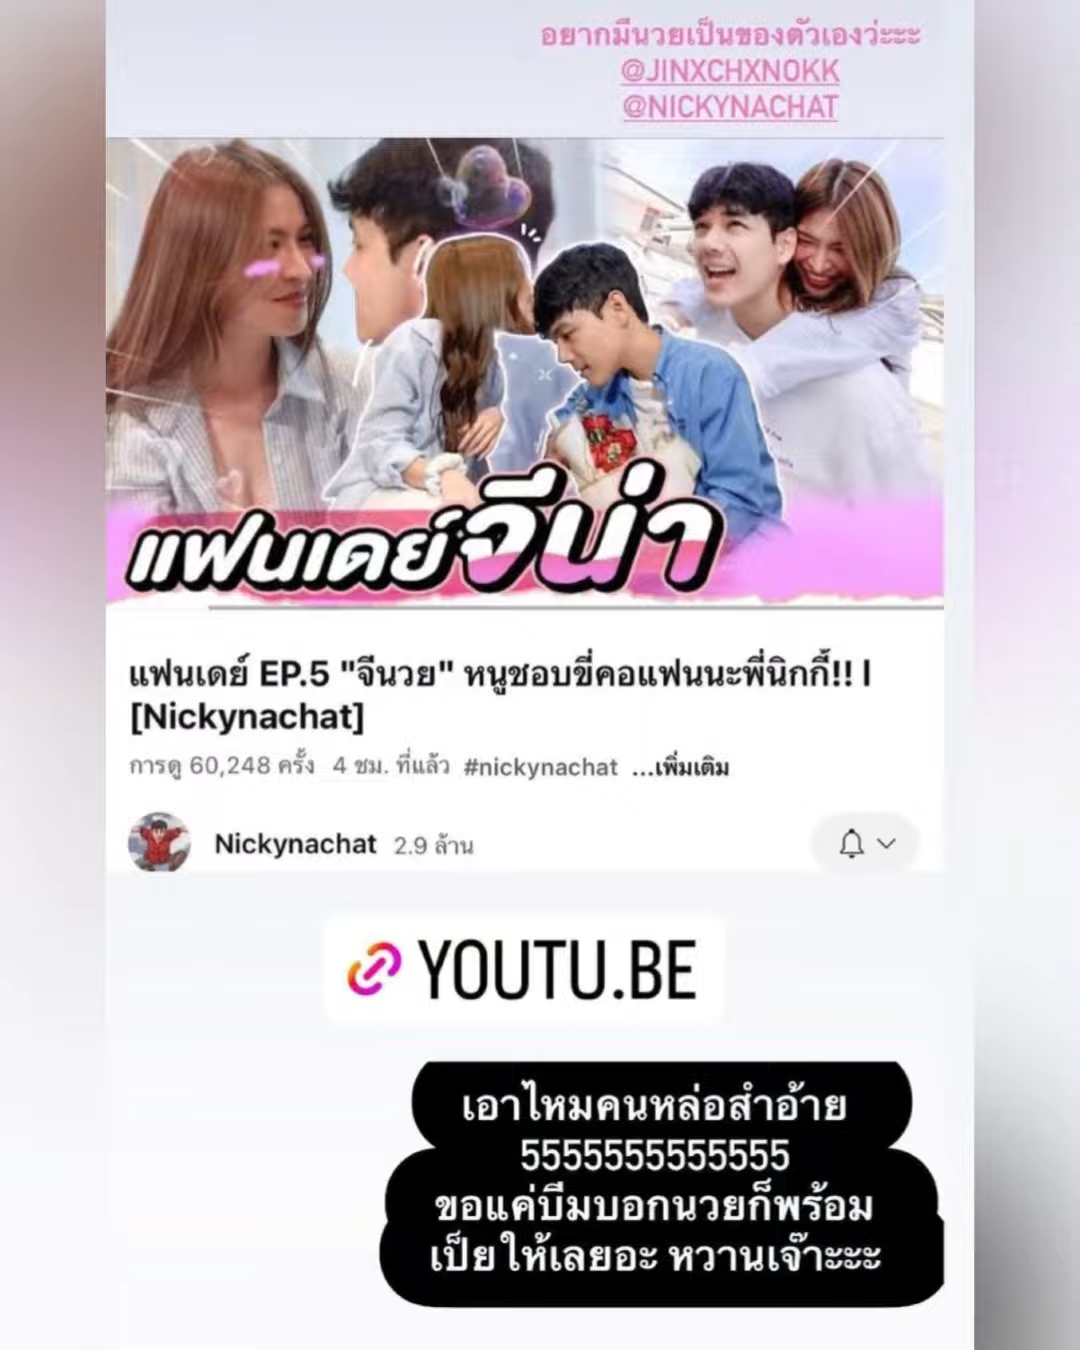 อยากมีนวยเป็นของตัวเองว่ะะะ
@JINXCHXNOKK
@NICKYNACHAT
แฟนเดย์จีน่า
แฟนเดย์ EP.5 "จีนวย" หนูชอบขี่คอแฟนนะพี่นิกกี้!! l
[Nickynachat]
การดู 60,248 ครั้ง 4 ชม. ที่แล้ว #nickynachat ...เพิ่มเติม
Nickynachat 2.9 ล้าน
YOUTU.BE
เอาไหมคนหล่อสำอ้าย
5555555555555
ขอแค่บีมบอกนวยก็พร้อม
เป็ยให้เลยอะ หวานเจ๊าะะะ